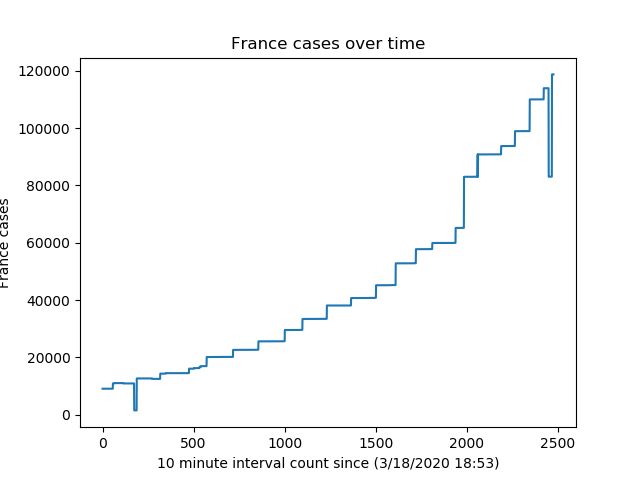 France cases over time
120000
100000
80000
60000
40000
20000
0
France cases
0 500 1000 1500 2000 2500
10 minute interval count since (3/18/2020 18:53)